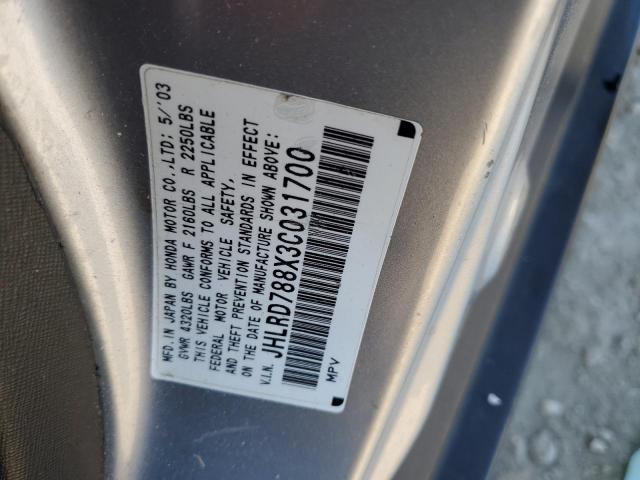 MFD.IN JAPAN BY HONDA MOTOR CO.,LTD: 5/'03
GVWR 4320LBS GAWR F 2160LBS R 2250LBS
THIS VEHICLE CONFORMS TO ALL APPLICABLE
FEDERAL MOTOR VEHICLE SAFETY,
AND THEFT PREVENTION STANDARDS IN EFFECT
ON THE DATE OF MANUFACTURE SHOWN ABOVE:
V.I.N. JHLRD788X3C031700
MPV